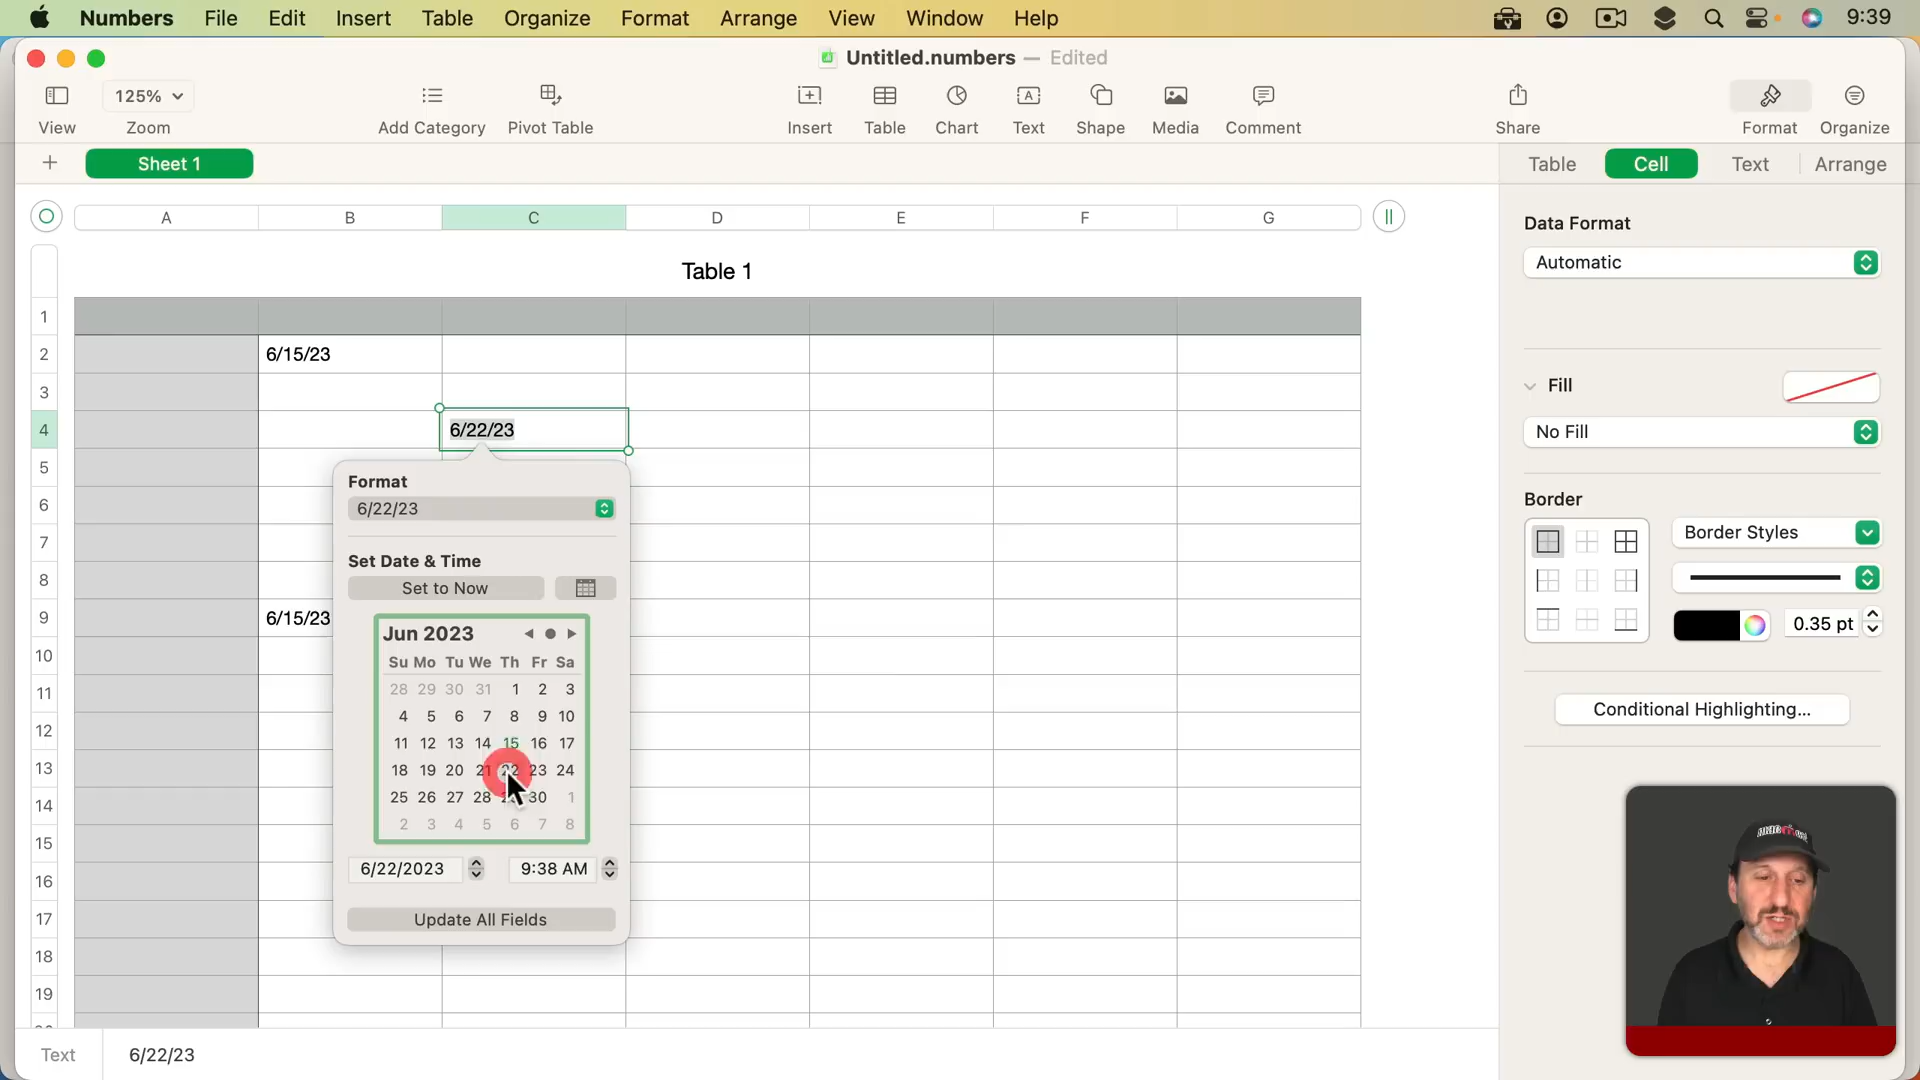 Numbers File Edit Insert Table Organize Format Arrange View Window Help 9:39
Untitled.numbers — Edited
125%
View Zoom Add Category Pivot Table Insert Table Chart Text Shape Media Comment Share Format Organize
+ Sheet 1
Table Cell Text Arrange
A B C D E F G
Table 1
1
2 6/15/23
3
4 6/22/23
5
6
7
8
9 6/15/23
10
11
12
13
14
15
16
17
18
19
Format
6/22/23
Set Date & Time
Set to Now
Jun 2023
Su Mo Tu We Th Fr Sa
28 29 30 31 1 2 3
4 5 6 7 8 9 10
11 12 13 14 15 16 17
18 19 20 21 22 23 24
25 26 27 28 30 1
2 3 4 5 6 7 8
6/22/2023 9:38 AM
Update All Fields
Data Format
Automatic
Fill
No Fill
Border
Border Styles
0.35 pt
Conditional Highlighting...
Text 6/22/23